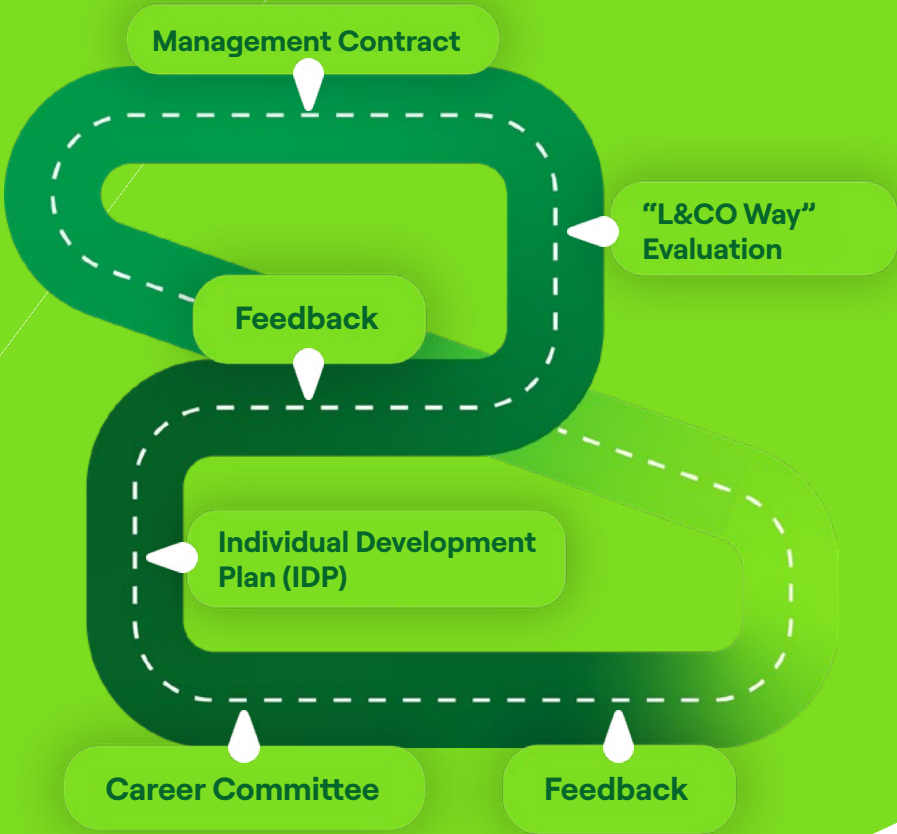 Management Contract
“L&CO Way”
Evaluation
Feedback
Individual Development
Plan (IDP)
Career Committee
Feedback